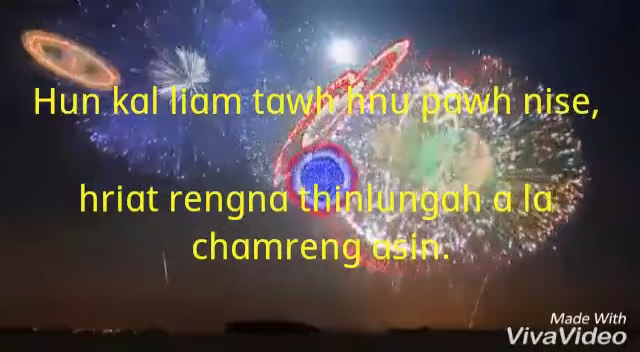 Hun kal liam tawh hnu pawh nise,
hriat rengna thinlungah a la
chamreng asin.
Made With
VivaVideo